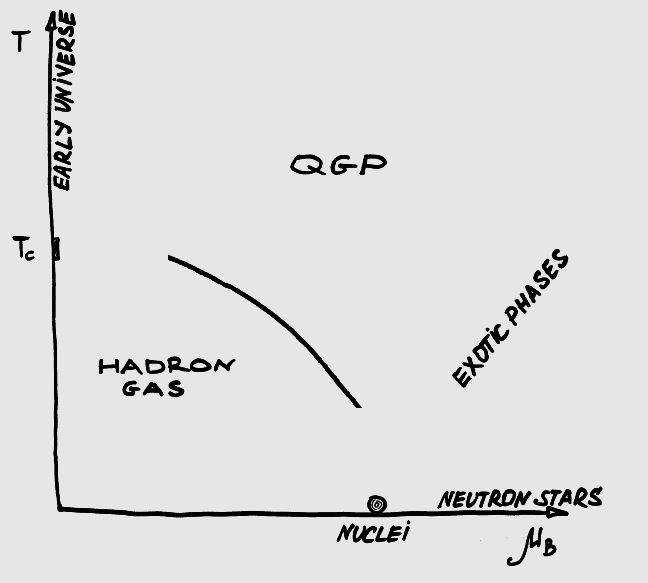 T
EARLY UNIVERSE
QGP
Tc
EXOTIC PHASES
HADRON
GAS
NEUTRON STARS
NUCLEi
μB